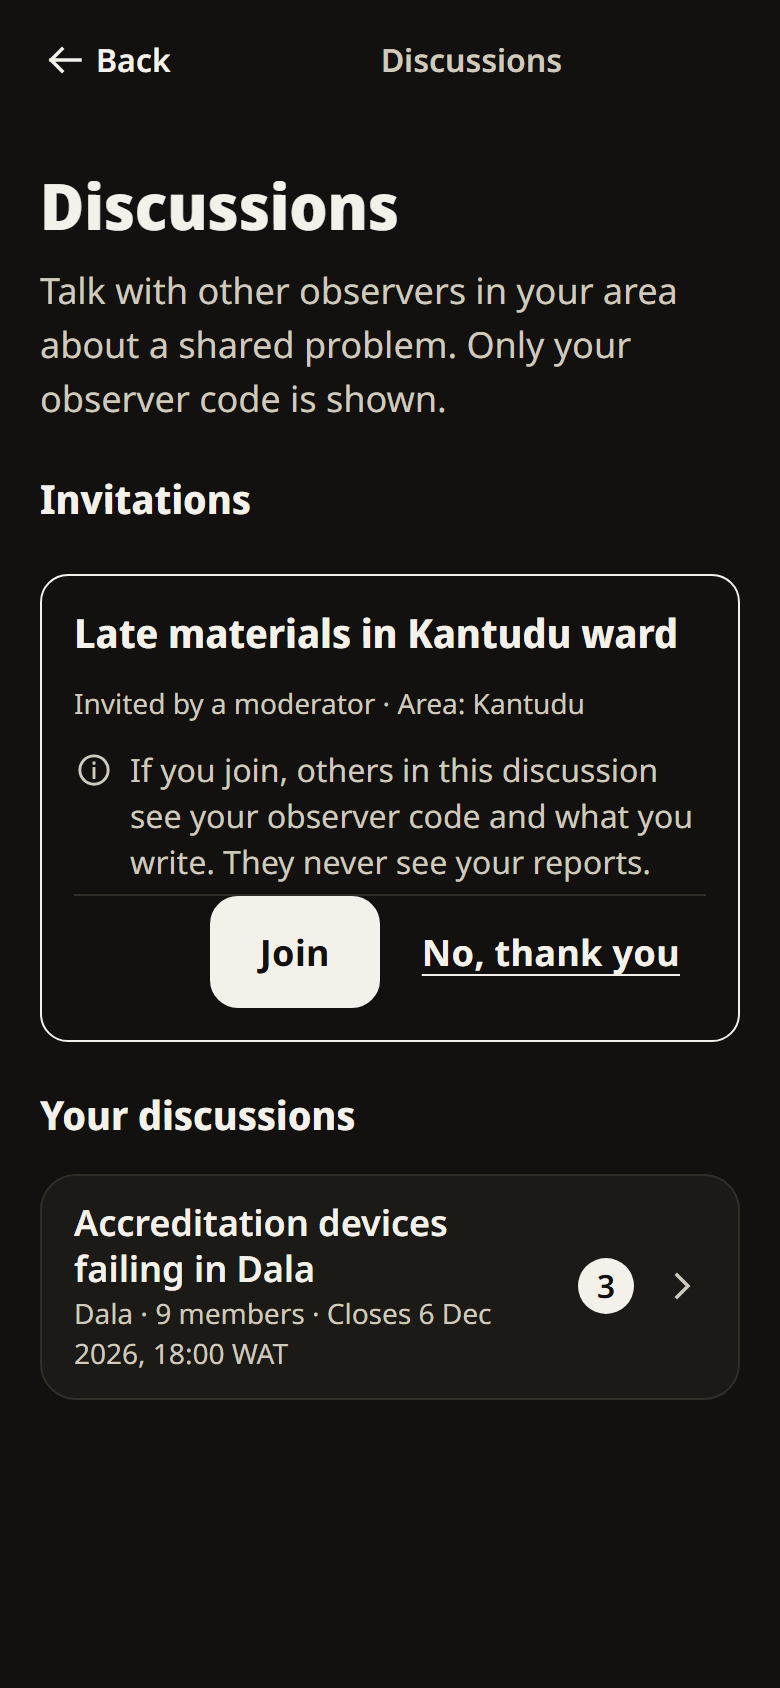 Back
Discussions
Discussions
Talk with other observers in your area
about a shared problem. Only your
observer code is shown.
Invitations
Late materials in Kantudu ward
Invited by a moderator · Area: Kantudu
If you join, others in this discussion
see your observer code and what you
write. They never see your reports.
Join
No, thank you
Your discussions
Accreditation devices
failing in Dala
Dala · 9 members · Closes 6 Dec
2026, 18:00 WAT
3